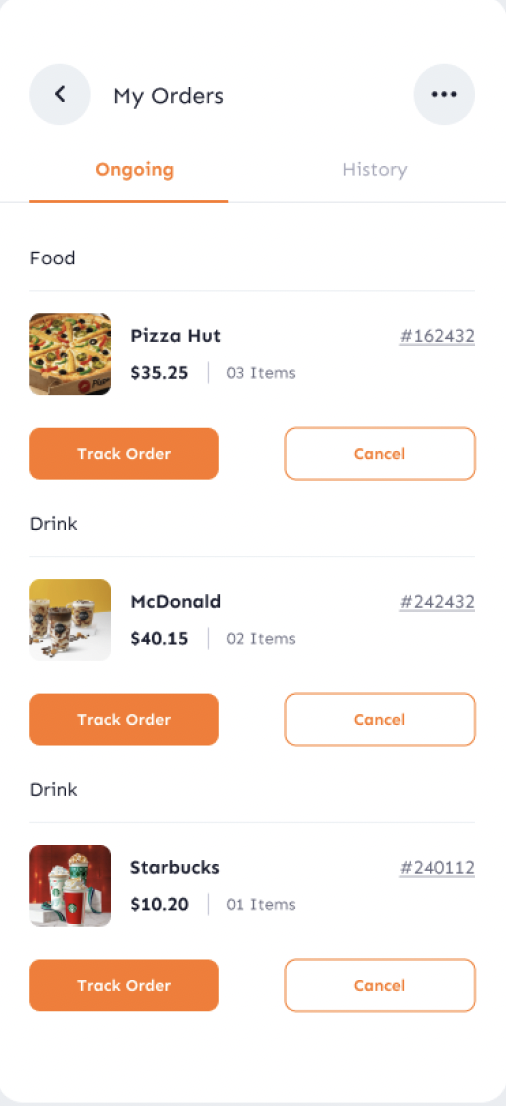 My Orders
Ongoing
History
Food
Pizza Hut
#162432
$35.25
03 Items
Track Order
Cancel
Drink
McDonald
#242432
$40.15
02 Items
Track Order
Cancel
Drink
Starbucks
#240112
$10.20
01 Items
Track Order
Cancel